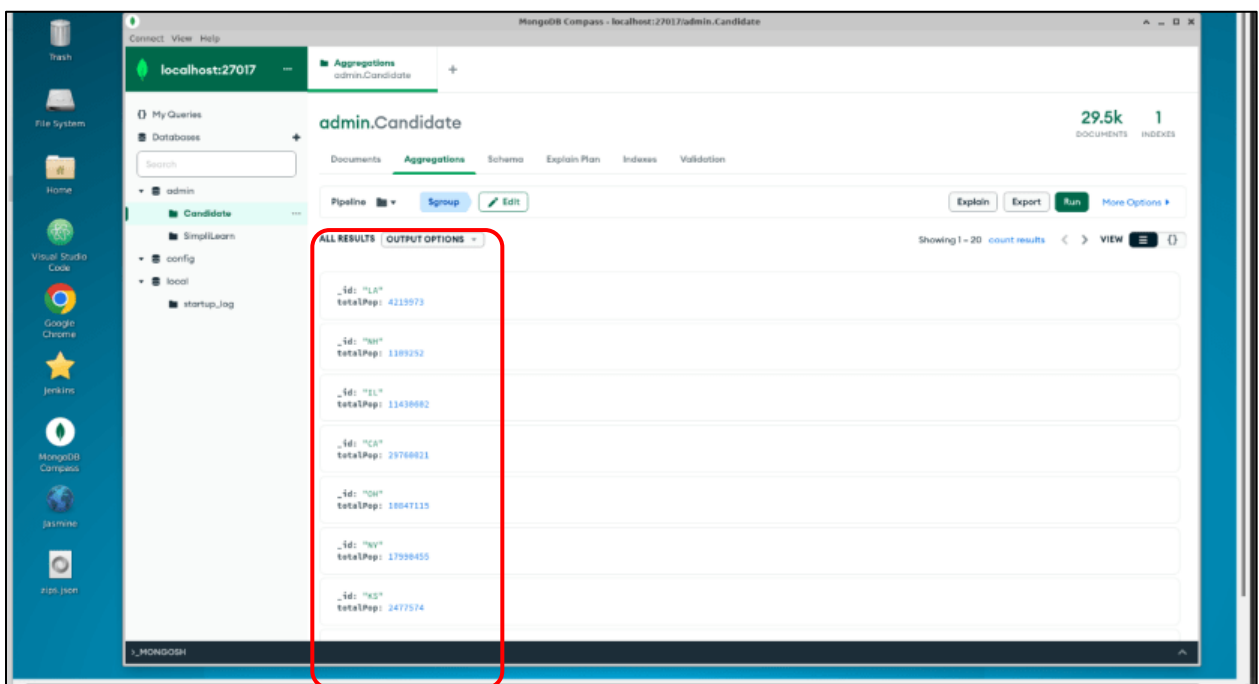 MongoDB Compass - localhost:27017/admin.Candidate
Connect View Help
Trash
File System
Home
Visual Studio
Code
Google
Chrome
Jenkins
MongoDB
Compass
Jasmine
zips.json
localhost:27017 ...
{} My Queries
Databases +
Search
admin
Candidate ...
SimpliLearn
config
local
startup_log
Aggregations
admin.Candidate
+
admin.Candidate
29.5k 1
DOCUMENTS INDEXES
Documents Aggregations Schema Explain Plan Indexes Validation
Pipeline $group Edit Explain Export Run More Options
ALL RESULTS OUTPUT OPTIONS Showing 1 – 20 count results < > VIEW {}
_id: "LA"
totalPop: 4219973
_id: "NH"
totalPop: 1109252
_id: "IL"
totalPop: 11430602
_id: "CA"
totalPop: 29760021
_id: "OH"
totalPop: 10847115
_id: "NY"
totalPop: 17990455
_id: "KS"
totalPop: 2477574
>_MONGOSH